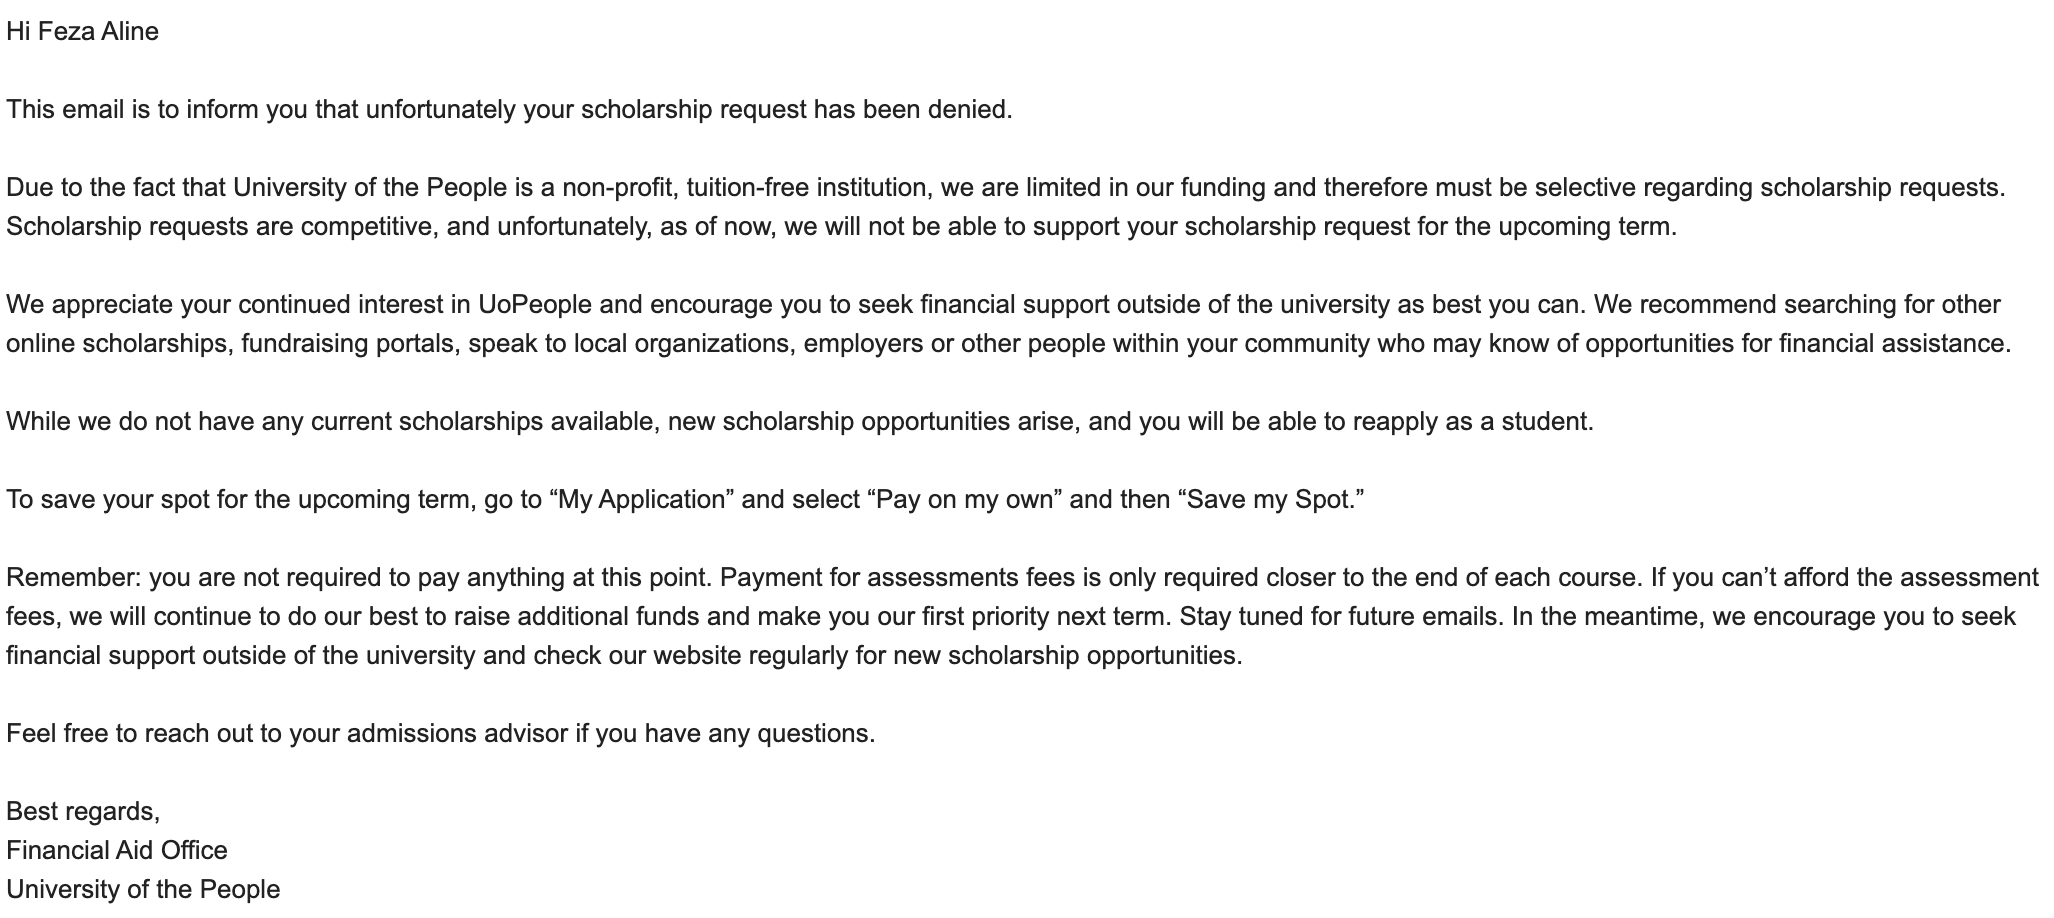 Hi Feza Aline
This email is to inform you that unfortunately your scholarship request has been denied.
Due to the fact that University of the People is a non-profit, tuition-free institution, we are limited in our funding and therefore must be selective regarding scholarship requests.
Scholarship requests are competitive, and unfortunately, as of now, we will not be able to support your scholarship request for the upcoming term.
We appreciate your continued interest in UoPeople and encourage you to seek financial support outside of the university as best you can. We recommend searching for other
online scholarships, fundraising portals, speak to local organizations, employers or other people within your community who may know of opportunities for financial assistance.
While we do not have any current scholarships available, new scholarship opportunities arise, and you will be able to reapply as a student.
To save your spot for the upcoming term, go to “My Application” and select “Pay on my own” and then “Save my Spot.”
Remember: you are not required to pay anything at this point. Payment for assessments fees is only required closer to the end of each course. If you can’t afford the assessment
fees, we will continue to do our best to raise additional funds and make you our first priority next term. Stay tuned for future emails. In the meantime, we encourage you to seek
financial support outside of the university and check our website regularly for new scholarship opportunities.
Feel free to reach out to your admissions advisor if you have any questions.
Best regards,
Financial Aid Office
University of the People